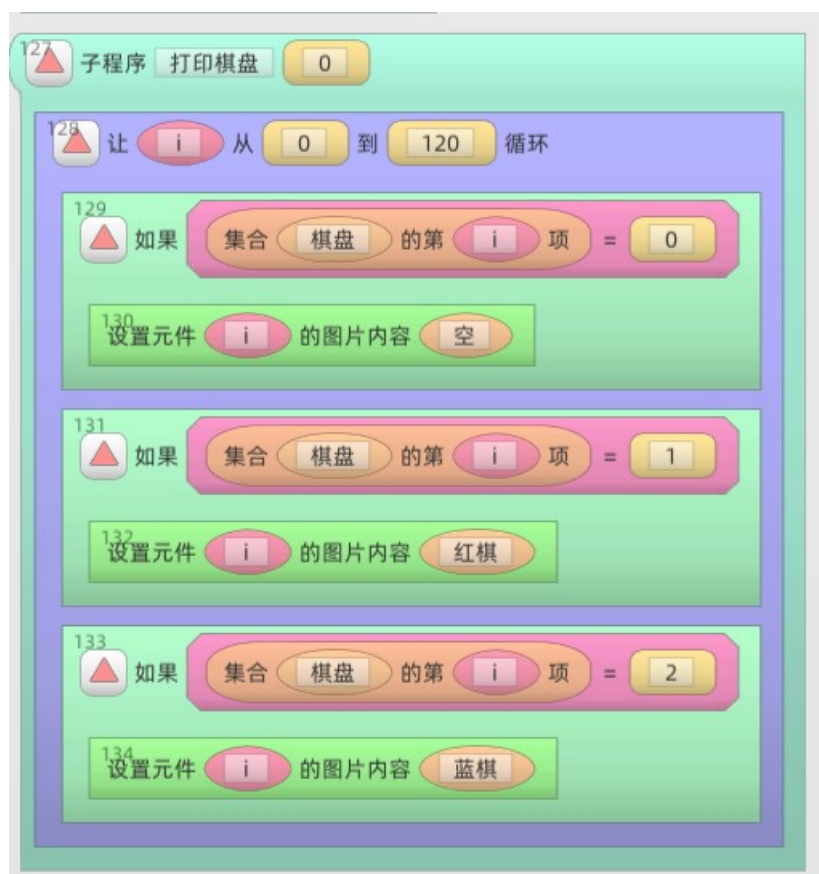 127 子程序 打印棋盘 0
128 让 i 从 0 到 120 循环
129 如果 集合 棋盘 的第 i 项 = 0
130 设置元件 i 的图片内容 空
131 如果 集合 棋盘 的第 i 项 = 1
132 设置元件 i 的图片内容 红棋
133 如果 集合 棋盘 的第 i 项 = 2
134 设置元件 i 的图片内容 蓝棋